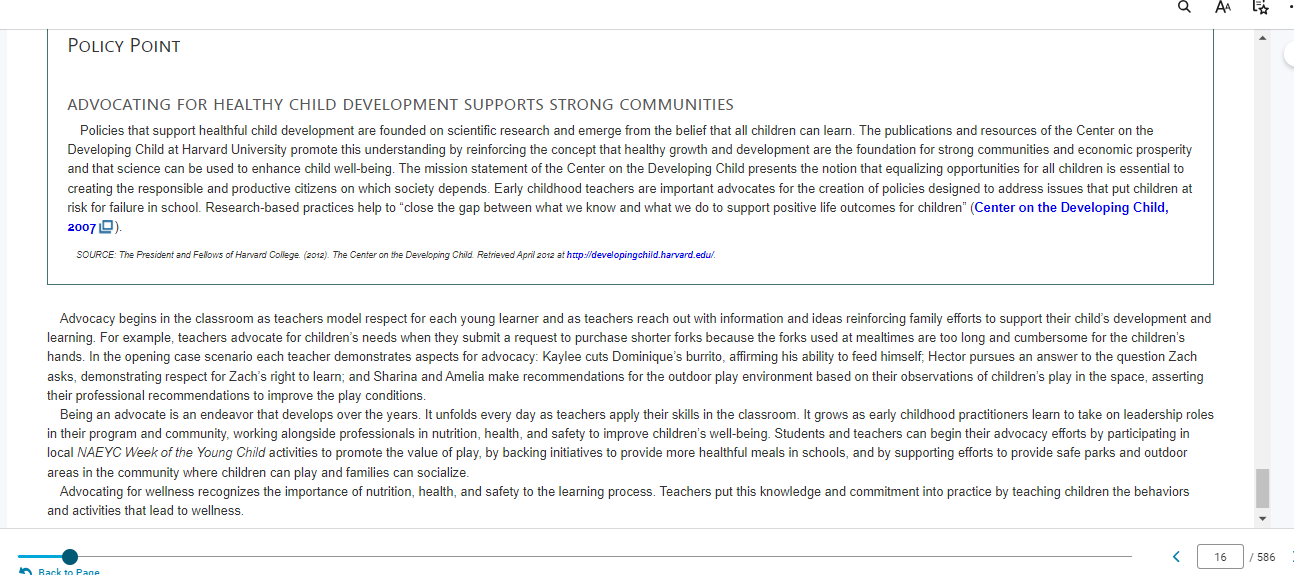 AA
POLICY POINT
ADVOCATING FOR HEALTHY CHILD DEVELOPMENT SUPPORTS STRONG COMMUNITIES
Policies that support healthful child development are founded on scientific research and emerge from the belief that all children can learn. The publications and resources of the Center on the
Developing Child at Harvard University promote this understanding by reinforcing the concept that healthy growth and development are the foundation for strong communities and economic prosperity
and that science can be used to enhance child well-being. The mission statement of the Center on the Developing Child presents the notion that equalizing opportunities for all children is essential to
creating the responsible and productive citizens on which society depends. Early childhood teachers are important advocates for the creation of policies designed to address issues that put children at
risk for failure in school. Research-based practices help to “close the gap between what we know and what we do to support positive life outcomes for children” (Center on the Developing Child,
2007).
SOURCE: The President and Fellows of Harvard College. (2012). The Center on the Developing Child. Retrieved April 2012 at http://developingchild.harvard.edu/.
Advocacy begins in the classroom as teachers model respect for each young learner and as teachers reach out with information and ideas reinforcing family efforts to support their child’s development and
learning. For example, teachers advocate for children’s needs when they submit a request to purchase shorter forks because the forks used at mealtimes are too long and cumbersome for the children’s
hands. In the opening case scenario each teacher demonstrates aspects for advocacy: Kaylee cuts Dominique’s burrito, affirming his ability to feed himself; Hector pursues an answer to the question Zach
asks, demonstrating respect for Zach’s right to learn; and Sharina and Amelia make recommendations for the outdoor play environment based on their observations of children’s play in the space, asserting
their professional recommendations to improve the play conditions.
Being an advocate is an endeavor that develops over the years. It unfolds every day as teachers apply their skills in the classroom. It grows as early childhood practitioners learn to take on leadership roles
in their program and community, working alongside professionals in nutrition, health, and safety to improve children’s well-being. Students and teachers can begin their advocacy efforts by participating in
local NAEYC Week of the Young Child activities to promote the value of play, by backing initiatives to provide more healthful meals in schools, and by supporting efforts to provide safe parks and outdoor
areas in the community where children can play and families can socialize.
Advocating for wellness recognizes the importance of nutrition, health, and safety to the learning process. Teachers put this knowledge and commitment into practice by teaching children the behaviors
and activities that lead to wellness.
16 / 586
Back to Page